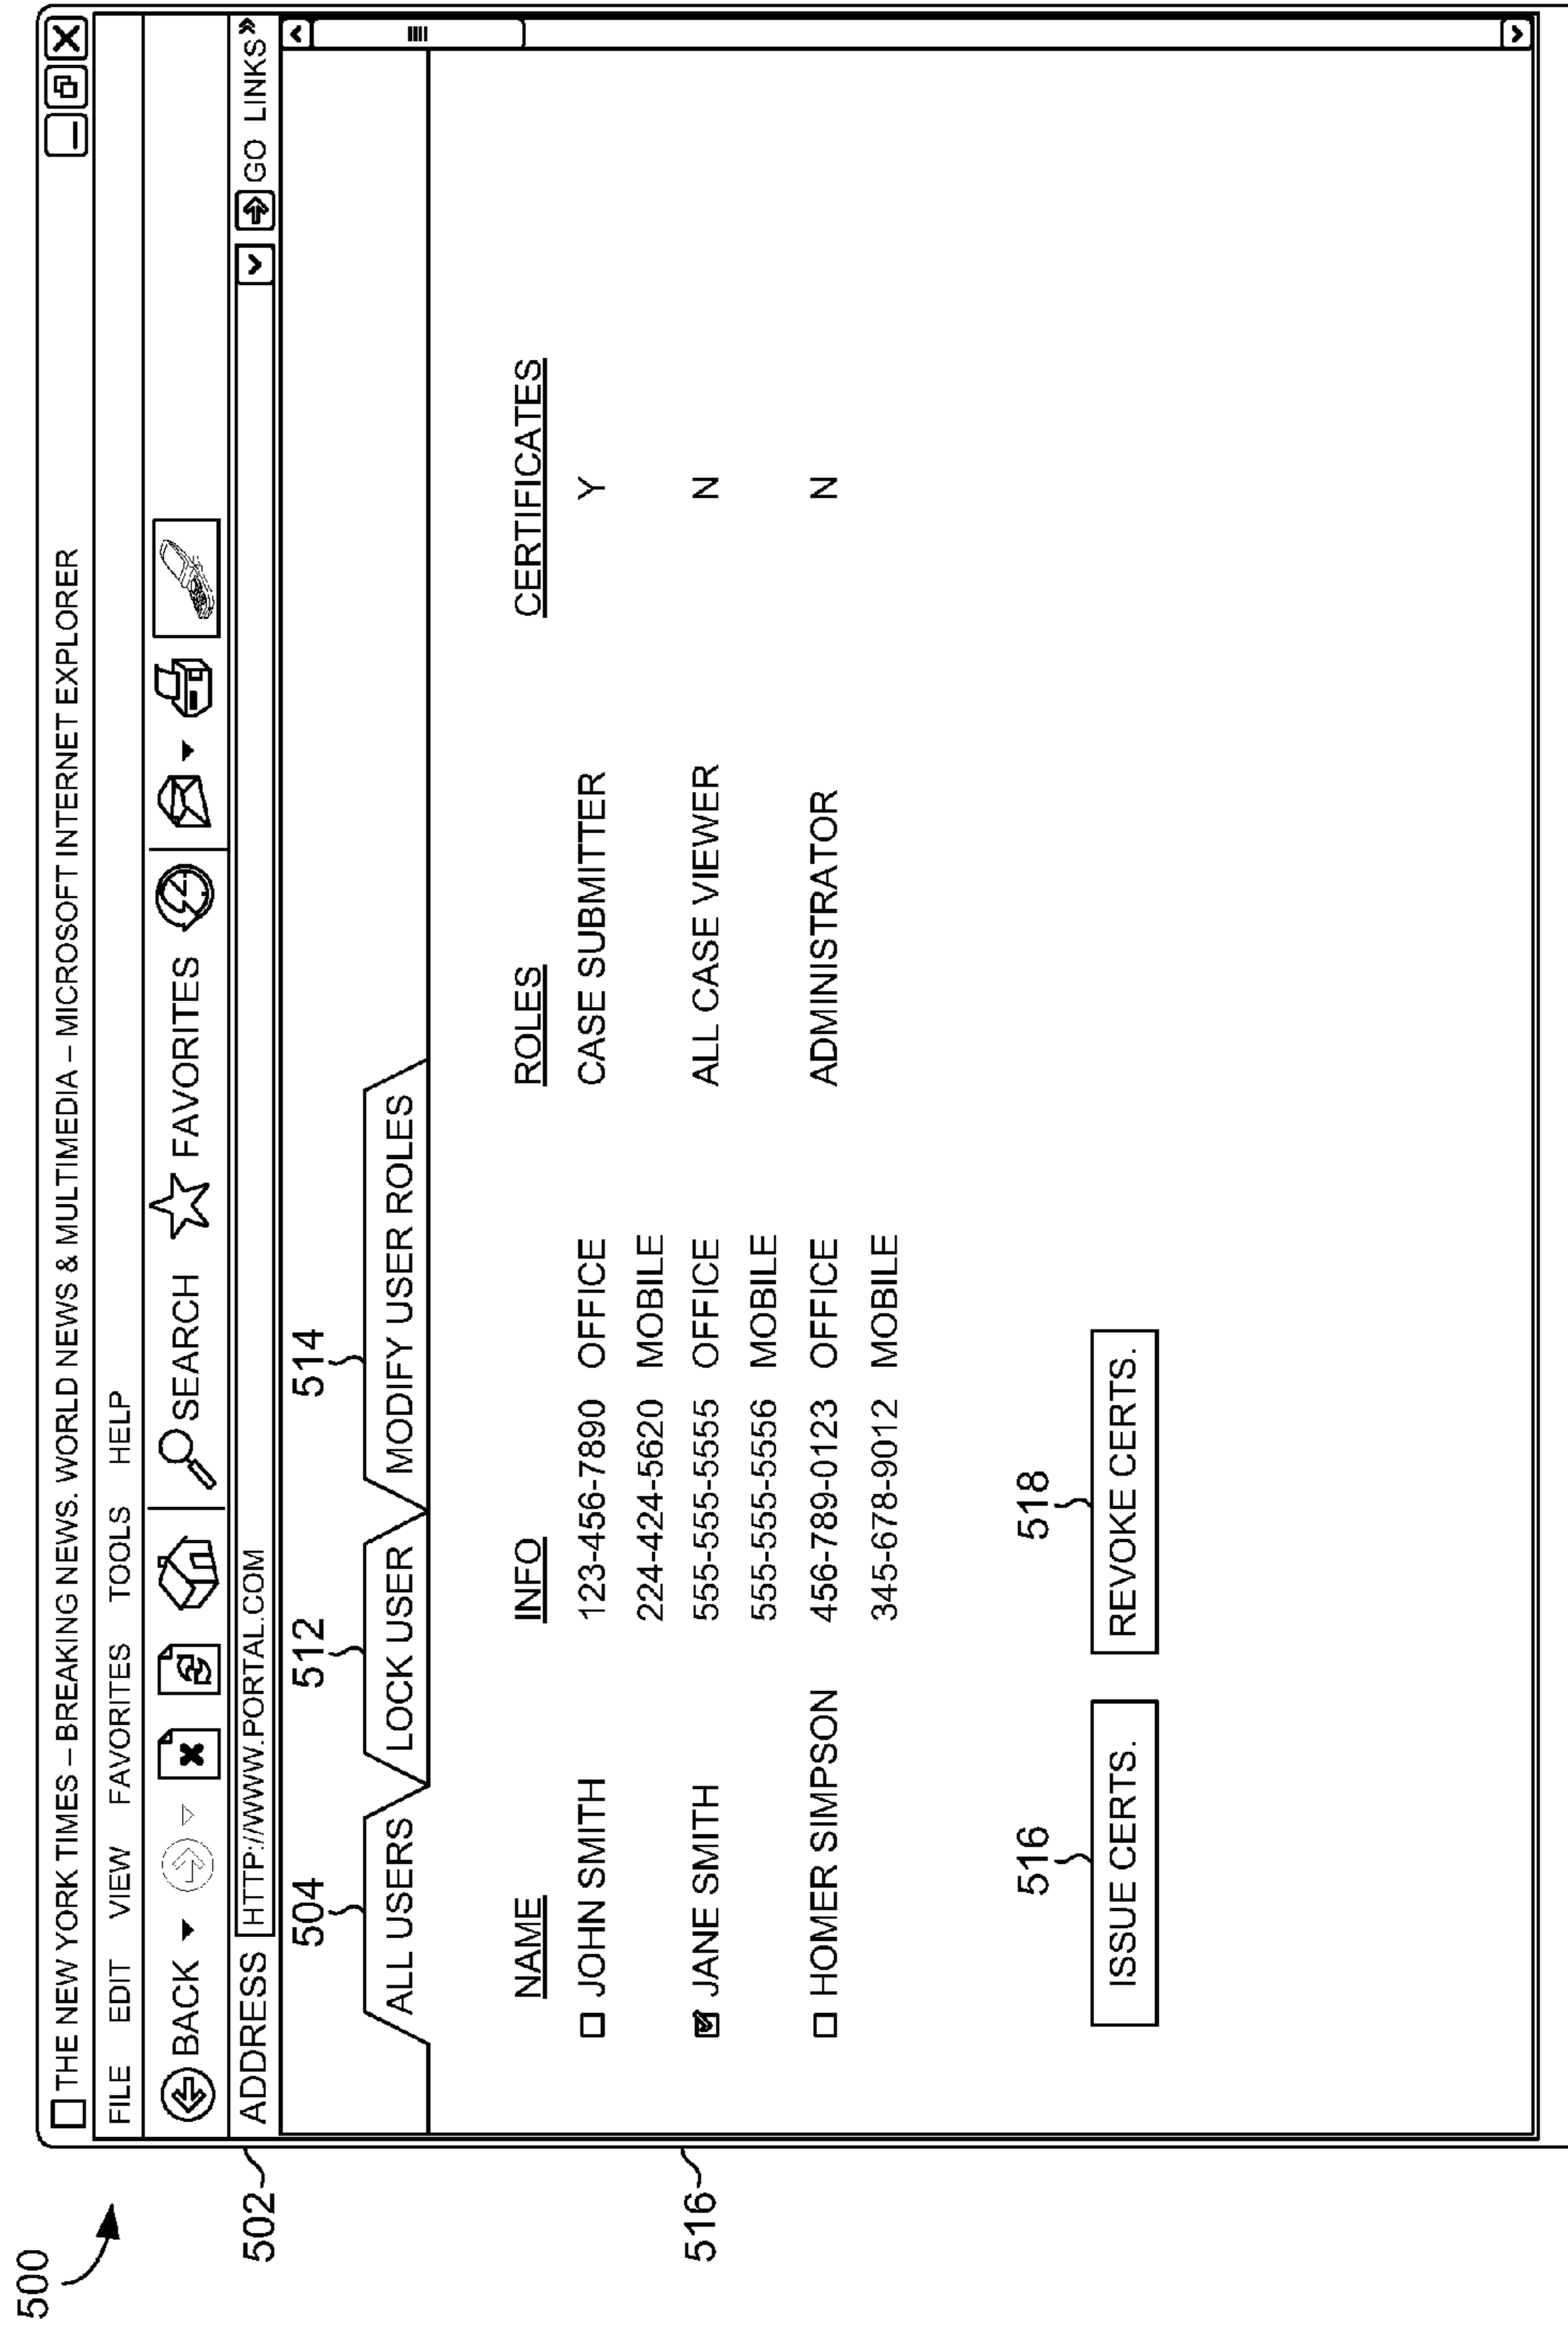 500
THE NEW YORK TIMES – BREAKING NEWS. WORLD NEWS & MULTIMEDIA – MICROSOFT INTERNET EXPLORER
FILE EDIT VIEW FAVORITES TOOLS HELP
BACK SEARCH FAVORITES
502
ADDRESS HTTP://WWW.PORTAL.COM GO LINKS »
504 512 514
ALL USERS LOCK USER MODIFY USER ROLES
NAME INFO ROLES CERTIFICATES
JOHN SMITH 123-456-7890 OFFICE CASE SUBMITTER Y
224-424-5620 MOBILE
516
JANE SMITH 555-555-5555 OFFICE ALL CASE VIEWER N
555-555-5556 MOBILE
HOMER SIMPSON 456-789-0123 OFFICE ADMINISTRATOR N
345-678-9012 MOBILE
516 518
ISSUE CERTS. REVOKE CERTS.